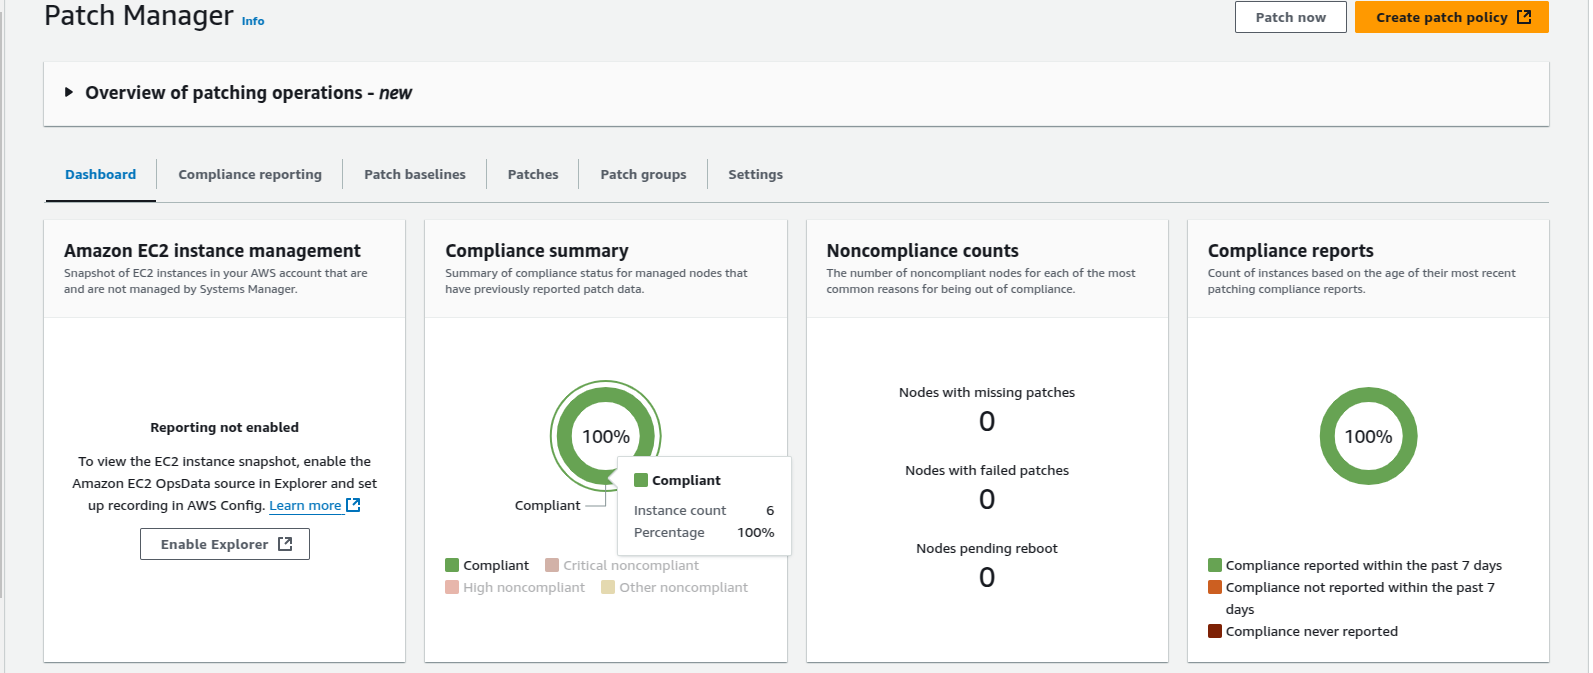 Patch Manager Info
Patch now
Create patch policy
Overview of patching operations - new
Dashboard
Compliance reporting
Patch baselines
Patches
Patch groups
Settings
Amazon EC2 instance management
Snapshot of EC2 instances in your AWS account that are
and are not managed by Systems Manager.
Reporting not enabled
To view the EC2 instance snapshot, enable the
Amazon EC2 OpsData source in Explorer and set
up recording in AWS Config. Learn more
Enable Explorer
Compliance summary
Summary of compliance status for managed nodes that
have previously reported patch data.
100%
Compliant
Compliant
Instance count 6
Percentage 100%
Compliant
Critical noncompliant
High noncompliant
Other noncompliant
Noncompliance counts
The number of noncompliant nodes for each of the most
common reasons for being out of compliance.
Nodes with missing patches
0
Nodes with failed patches
0
Nodes pending reboot
0
Compliance reports
Count of instances based on the age of their most recent
patching compliance reports.
100%
Compliance reported within the past 7 days
Compliance not reported within the past 7
days
Compliance never reported